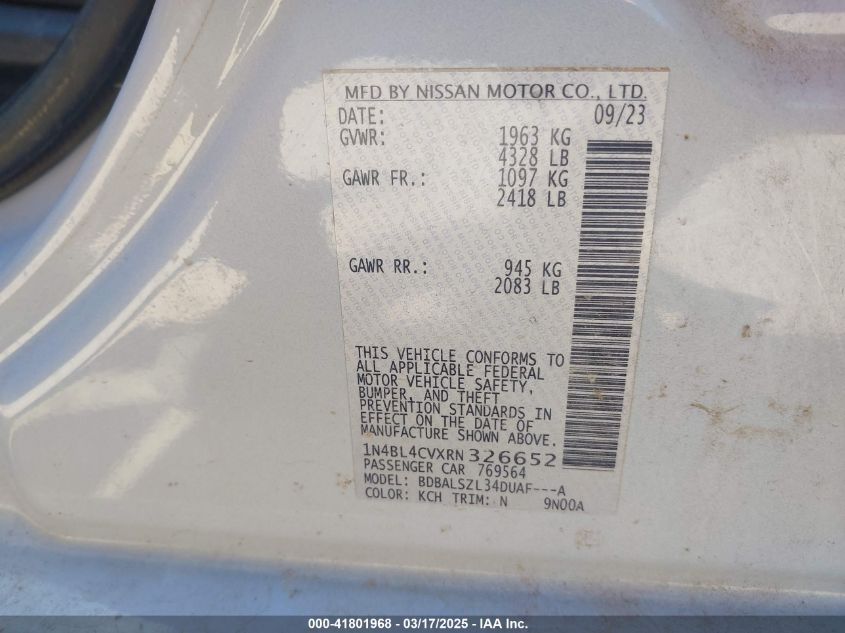 MFD BY NISSAN MOTOR CO., LTD.
DATE: 09/23
GVWR: 1963 KG
4328 LB
GAWR FR.: 1097 KG
2418 LB
GAWR RR.: 945 KG
2083 LB
THIS VEHICLE CONFORMS TO
ALL APPLICABLE FEDERAL
MOTOR VEHICLE SAFETY,
BUMPER, AND THEFT
PREVENTION STANDARDS IN
EFFECT ON THE DATE OF
MANUFACTURE SHOWN ABOVE.
1N4BL4CVXRN326652
PASSENGER CAR 769564
MODEL: BDBALSZL34DUAF---A
COLOR: KCH TRIM: N 9N00A
000-41801968 - 03/17/2025 - IAA Inc.